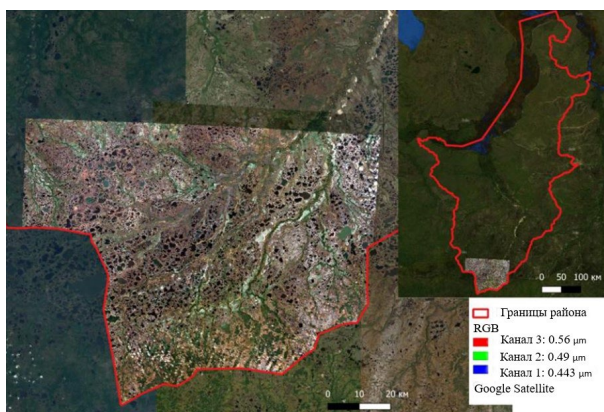 0 50 100 км
Границы района
RGB
Канал 3: 0.56 μm
Канал 2: 0.49 μm
Канал 1: 0.443 μm
Google Satellite
0 10 20 км